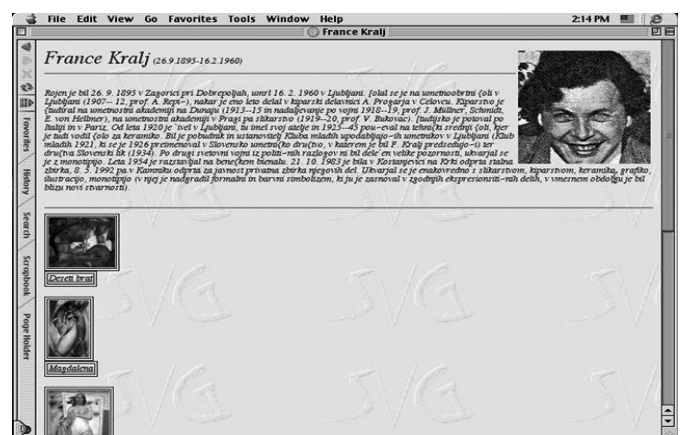 File Edit View Go Favorites Tools Window Help 2:14 PM
France Kralj
France Kralj (26.9.1895-16.2.1960)
Rojen je bil 26. 9. 1895 v Zagorici pri Dobrepoljah, umrl 16. 2. 1960 v Ljubljani. {olal se je na umetnoobrtni {oli v
Ljubljani (1907-- 12, prof. A. Repi~), nakar je eno leto delal v kiparski delavnici A. Progarja v Celovcu. Kiparstvo je
{tudiral na umetnostni akademiji na Dunaju (1913--15 in nadaljevanje po vojni 1918--19, prof. J. Müllner, Schmidt,
E. von Hellmer), na umetnostni akademiji v Pragi pa slikarstvo (1919--20, prof. V. Bukovac). {tudijsko je potoval po
Italiji in v Pariz. Od leta 1920 je `ivel v Ljubljani, tu imel svoj atelje in 1925--45 pou~eval na tehni{ki srednji {oli, kjer
je tudi vodil {olo za keramiko. Bil je pobudnik in ustanovitelj Kluba mladih upodabljajo~ih umetnikov v Ljubljani (Klub
mladih 1921, ki se je 1926 preimenoval v Slovensko umetni{ko dru{tvo, v katerem je bil F. Kralj predsedujo~i) ter
dru{tva Slovenski lik (1934). Po drugi svetovni vojni iz politi~nih razlogov ni bil dele`en velike pozornosti, ukvarjal se
je z monotipijo. Leta 1954 je razstavljal na bene{kem bienalu. 21. 10. 1983 je bila v Kostanjevici na Krki odprta stalna
zbirka, 8. 5. 1992 pa v Kamniku odprta za javnost privatna zbirka njegovih del. Ukvarjal se je enakovredno s slikarstvom, kiparstvom, keramiko, grafiko,
ilustracijo, monotipijo (v njej je nadgradil formalni in barvni simbolizem, ki ju je zasnoval v zgodnjih ekspresionisti~nih delih, v vmesnem obdobju je bil
blizu novi stvarnosti).
Deseti brat
Magdalena
Favorites
History
Search
Scrapbook
Page Holder
SVG
SVG
SVG
SVG
SVG
SVG